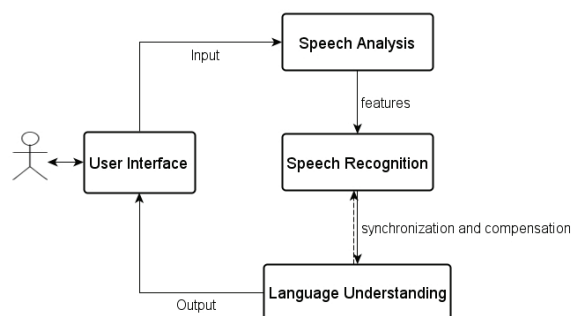 Speech Analysis
Input
features
User Interface
Speech Recognition
synchronization and compensation
Language Understanding
Output